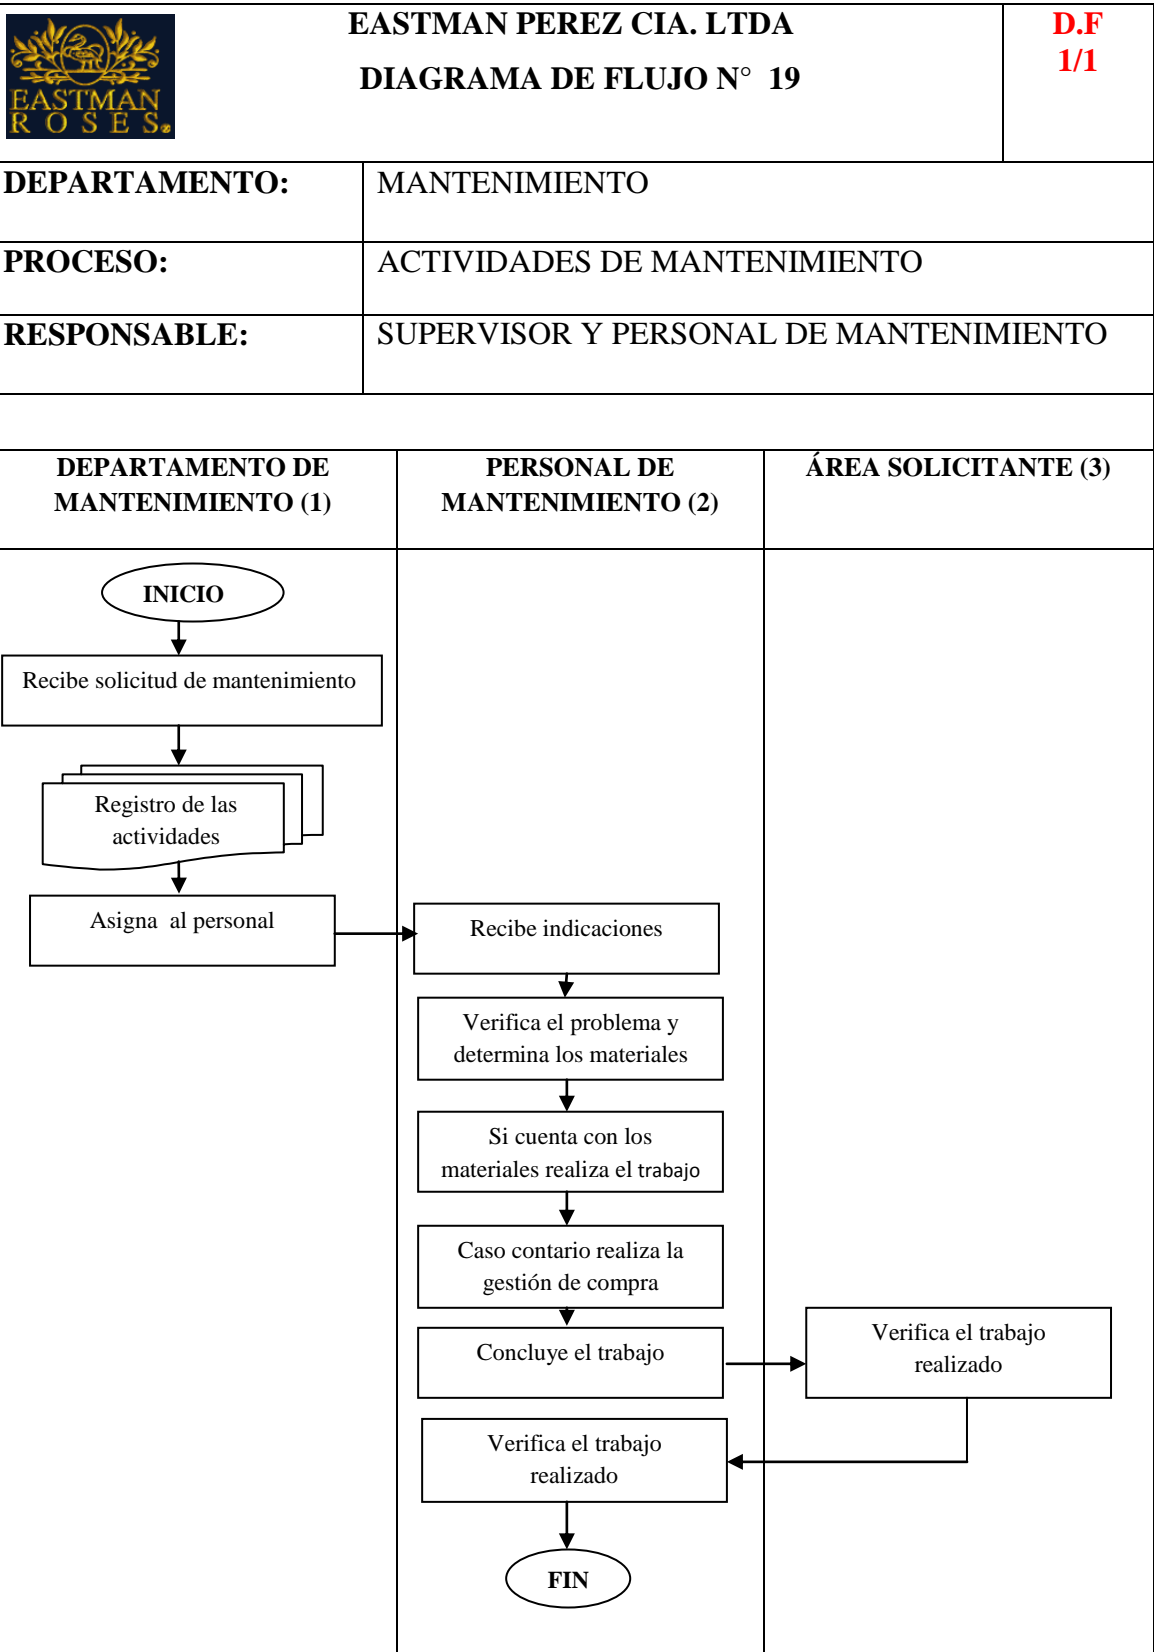 EASTMAN
ROSES
EASTMAN PEREZ CIA. LTDA
DIAGRAMA DE FLUJO N° 19
D.F
1/1
DEPARTAMENTO:
MANTENIMIENTO
PROCESO:
ACTIVIDADES DE MANTENIMIENTO
RESPONSABLE:
SUPERVISOR Y PERSONAL DE MANTENIMIENTO
DEPARTAMENTO DE
MANTENIMIENTO (1)
PERSONAL DE
MANTENIMIENTO (2)
ÁREA SOLICITANTE (3)
INICIO
Recibe solicitud de mantenimiento
Registro de las
actividades
Asigna al personal
Recibe indicaciones
Verifica el problema y
determina los materiales
Si cuenta con los
materiales realiza el trabajo
Caso contario realiza la
gestión de compra
Concluye el trabajo
Verifica el trabajo
realizado
Verifica el trabajo
realizado
FIN